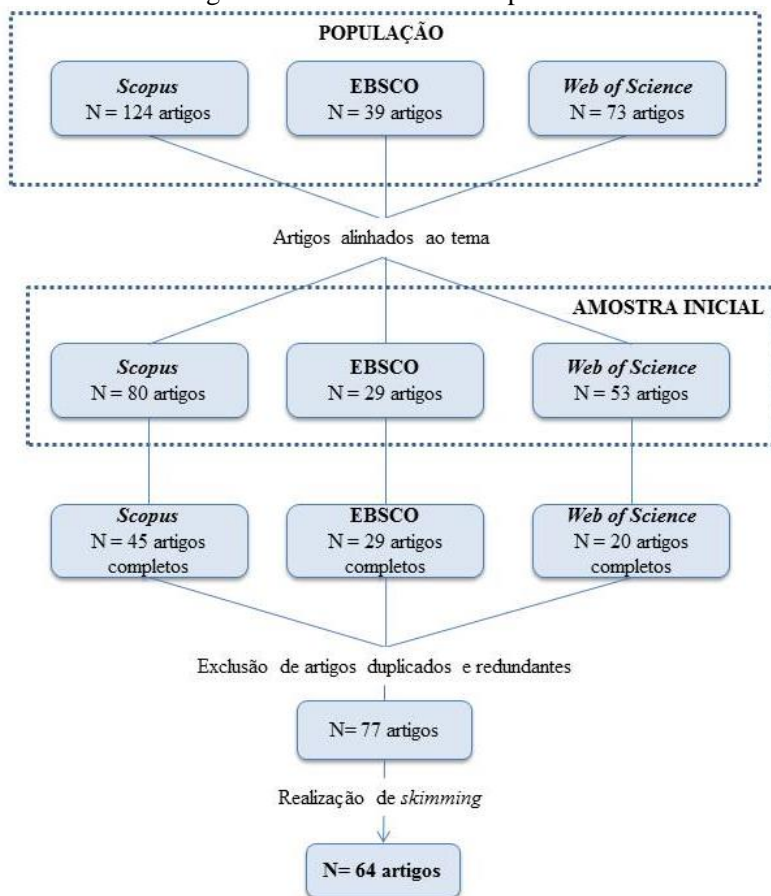 POPULAÇÃO
Scopus
N = 124 artigos
EBSCO
N = 39 artigos
Web of Science
N = 73 artigos
Artigos alinhados ao tema
AMOSTRA INICIAL
Scopus
N = 80 artigos
EBSCO
N = 29 artigos
Web of Science
N = 53 artigos
Scopus
N = 45 artigos
completos
EBSCO
N = 29 artigos
completos
Web of Science
N = 20 artigos
completos
Exclusão de artigos duplicados e redundantes
N= 77 artigos
Realização de skimming
N= 64 artigos